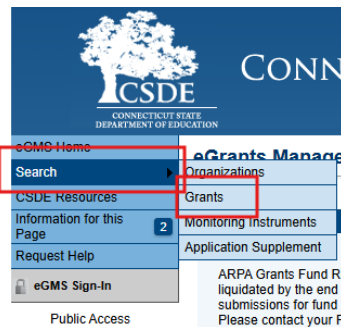 CSDE
CONNECTICUT STATE
DEPARTMENT OF EDUCATION
CONN
eGMS Home
eGrants Manage
Search
Organizations
CSDE Resources
Grants
Information for this
Page
2
Monitoring Instruments
Request Help
Application Supplement
eGMS Sign-In
ARPA Grants Fund R
liquidated by the end
submissions for fund
Please contact your F
Public Access